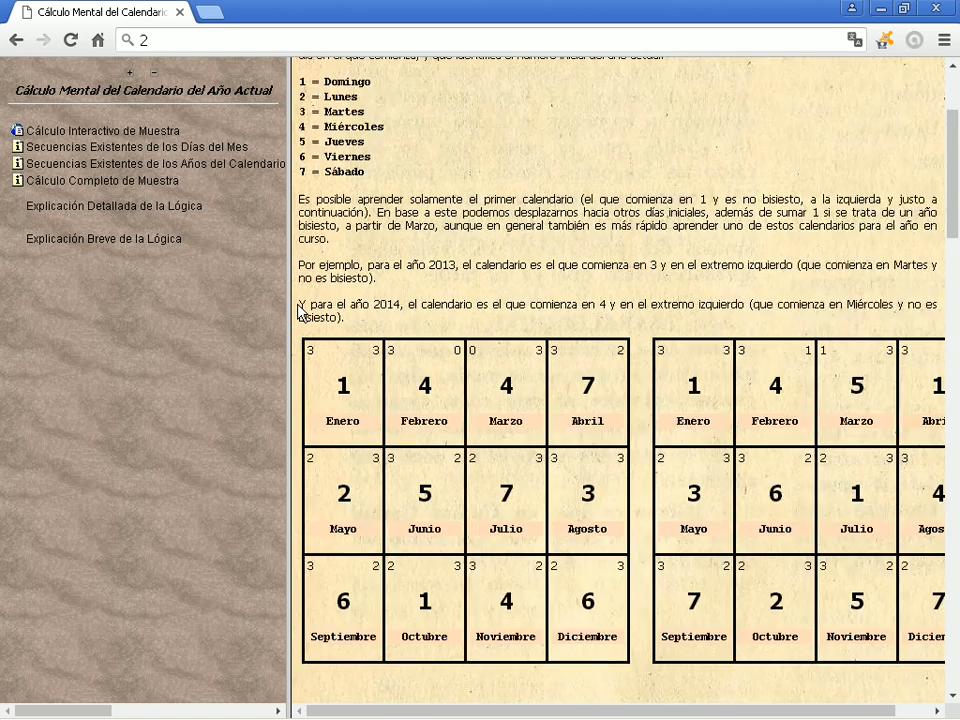 Cálculo Mental del Calendario
2
+ −
Cálculo Mental del Calendario del Año Actual
Cálculo Interactivo de Muestra
Secuencias Existentes de los Días del Mes
Secuencias Existentes de los Años del Calendario
Cálculo Completo de Muestra
Explicación Detallada de la Lógica
Explicación Breve de la Lógica
1 = Domingo
2 = Lunes
3 = Martes
4 = Miércoles
5 = Jueves
6 = Viernes
7 = Sábado
Es posible aprender solamente el primer calendario (el que comienza en 1 y es no bisiesto, a la izquierda y justo a
continuación). En base a este podemos desplazarnos hacia otros días iniciales, además de sumar 1 si se trata de un año
bisiesto, a partir de Marzo, aunque en general también es más rápido aprender uno de estos calendarios para el año en
curso.
Por ejemplo, para el año 2013, el calendario es el que comienza en 3 y en el extremo izquierdo (que comienza en Martes y
no es bisiesto).
Y para el año 2014, el calendario es el que comienza en 4 y en el extremo izquierdo (que comienza en Miércoles y no es
bisiesto).
3 3 3 0 0 3 3 2 3 3 3 1 1 3 3
1 4 4 7 1 4 5 1
Enero Febrero Marzo Abril Enero Febrero Marzo Abri
2 3 3 2 2 3 3 3 2 3 3 2 2 3 3
2 5 7 3 3 6 1 4
Mayo Junio Julio Agosto Mayo Junio Julio Agos
3 2 2 3 3 2 2 3 3 2 2 3 3 2 2
6 1 4 6 7 2 5 7
Septiembre Octubre Noviembre Diciembre Septiembre Octubre Noviembre Diciem